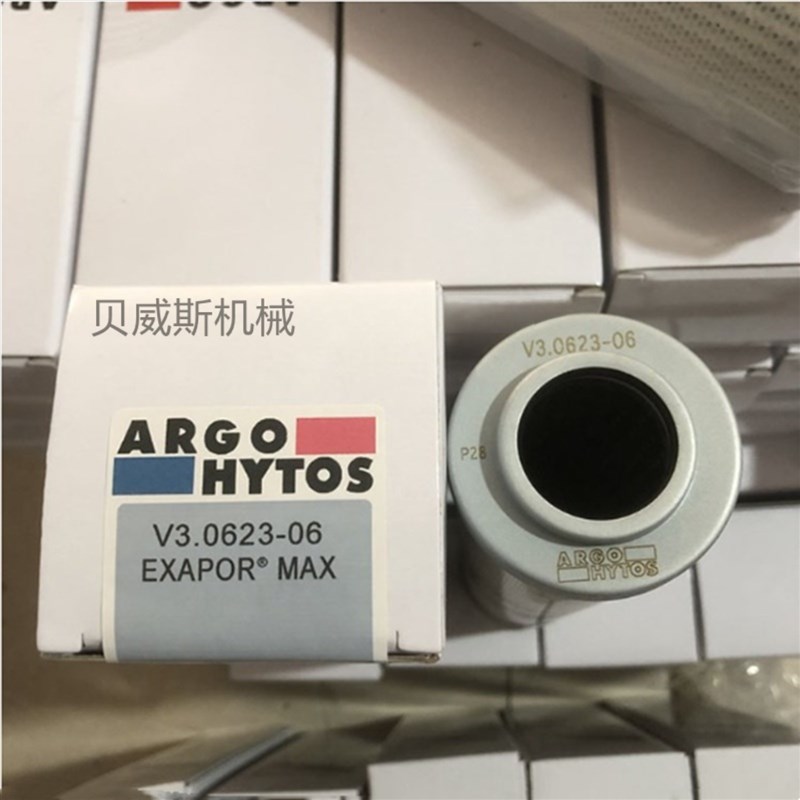 贝威斯机械
ARGO
HYTOS
V3.0623-06
EXAPOR® MAX
V3.0623-06
P28
ARGO
HYTOS